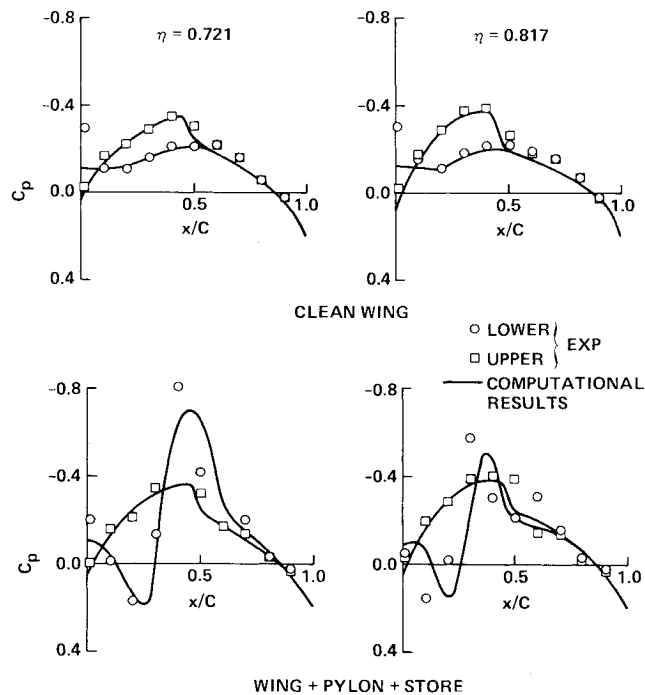 η = 0.721
η = 0.817
-0.8
-0.4
0.0
0.4
Cp
0.5
1.0
x/C
-0.8
-0.4
0.0
0.4
0.5
1.0
x/C
CLEAN WING
○ LOWER } EXP
□ UPPER
— COMPUTATIONAL
RESULTS
-0.8
-0.4
0.0
0.4
Cp
0.5
1.0
x/C
-0.8
-0.4
0.0
0.4
0.5
1.0
x/C
WING + PYLON + STORE